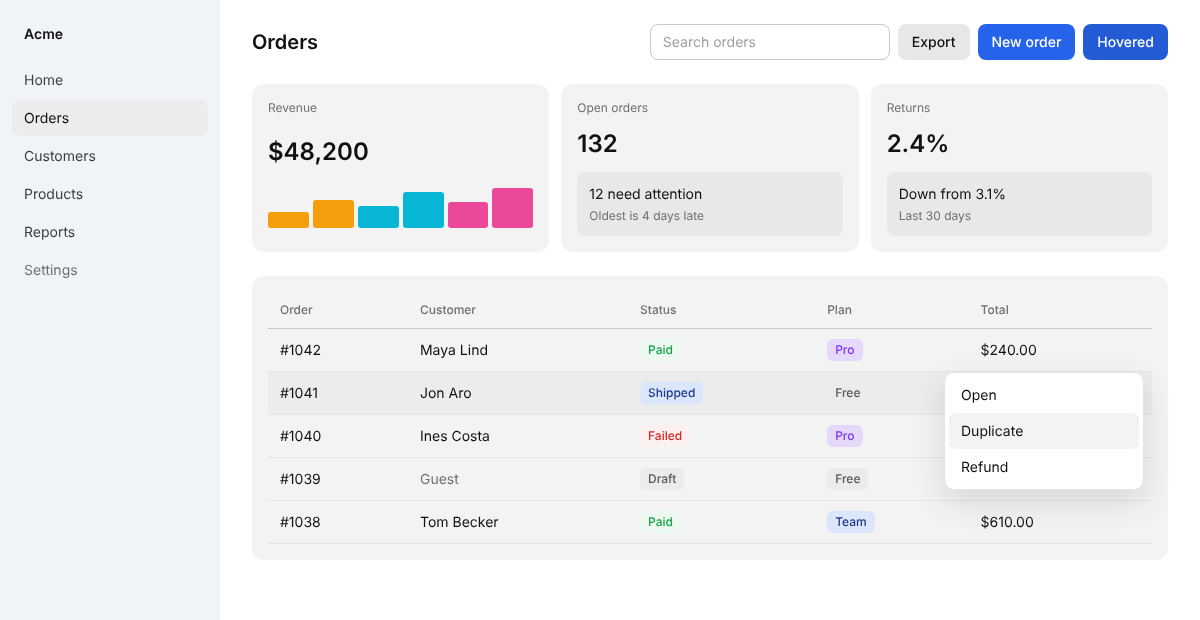 Acme
Home
Orders
Customers
Products
Reports
Settings
Orders
Search orders
Export
New order
Hovered
Revenue
$48,200
Open orders
132
12 need attention
Oldest is 4 days late
Returns
2.4%
Down from 3.1%
Last 30 days
Order Customer Status Plan Total
#1042 Maya Lind Paid Pro $240.00
#1041 Jon Aro Shipped Free
#1040 Ines Costa Failed Pro
#1039 Guest Draft Free
#1038 Tom Becker Paid Team $610.00
Open
Duplicate
Refund